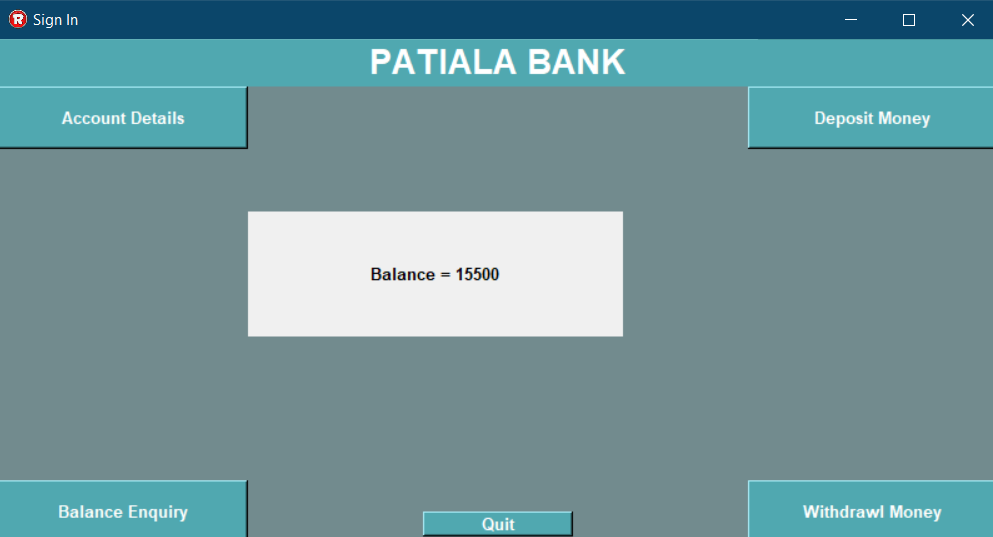 Sign In
PATIALA BANK
Account Details
Deposit Money
Balance = 15500
Balance Enquiry
Withdrawl Money
Quit